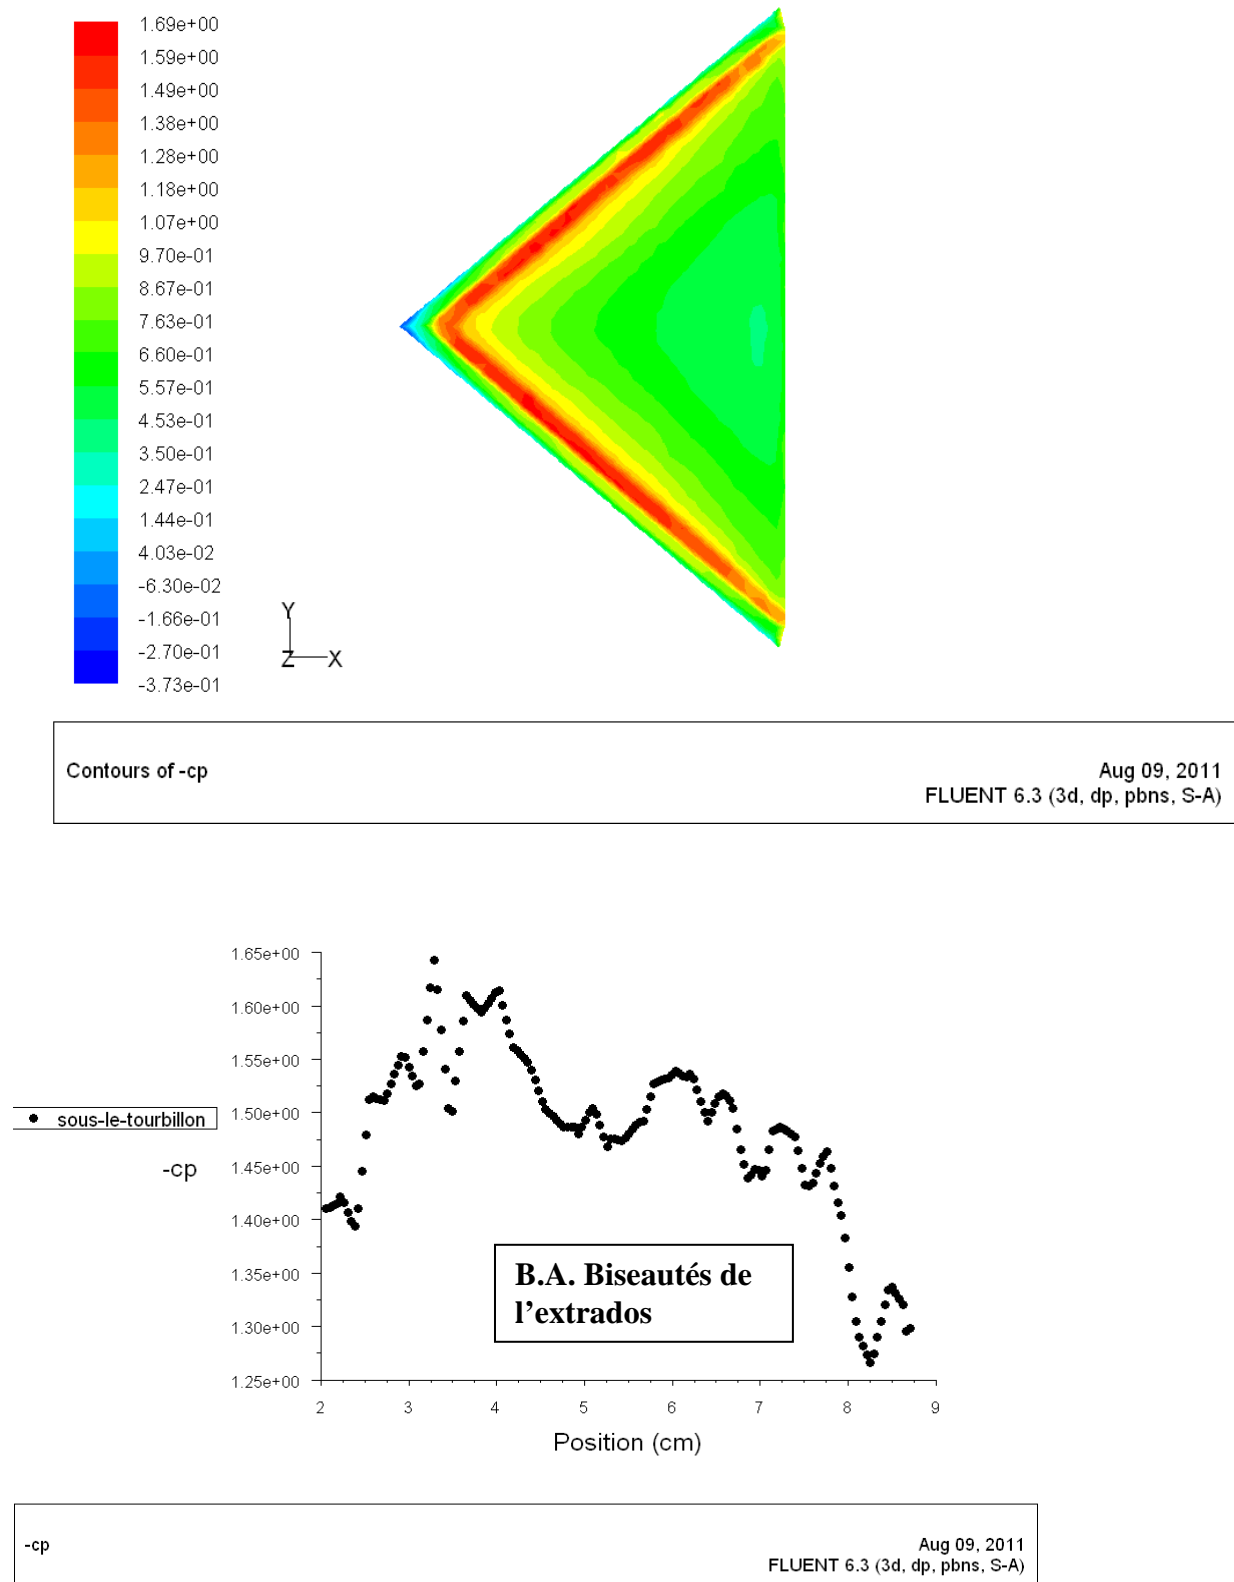 1.69e+00
1.59e+00
1.49e+00
1.38e+00
1.28e+00
1.18e+00
1.07e+00
9.70e-01
8.67e-01
7.63e-01
6.60e-01
5.57e-01
4.53e-01
3.50e-01
2.47e-01
1.44e-01
4.03e-02
-6.30e-02
-1.66e-01
-2.70e-01
-3.73e-01
Y
Z X
Contours of -cp
Aug 09, 2011
FLUENT 6.3 (3d, dp, pbns, S-A)
sous-le-tourbillon
-cp
1.65e+00
1.60e+00
1.55e+00
1.50e+00
1.45e+00
1.40e+00
1.35e+00
1.30e+00
1.25e+00
B.A. Biseautés de
l’extrados
2 3 4 5 6 7 8 9
Position (cm)
-cp
Aug 09, 2011
FLUENT 6.3 (3d, dp, pbns, S-A)